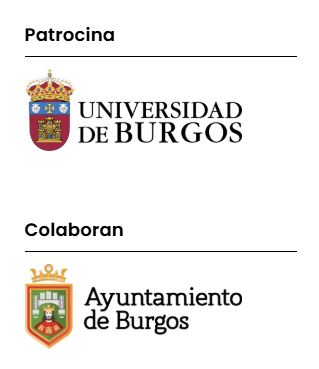 Patrocina
UNIVERSIDAD
DE BURGOS
Colaboran
Ayuntamiento
de Burgos